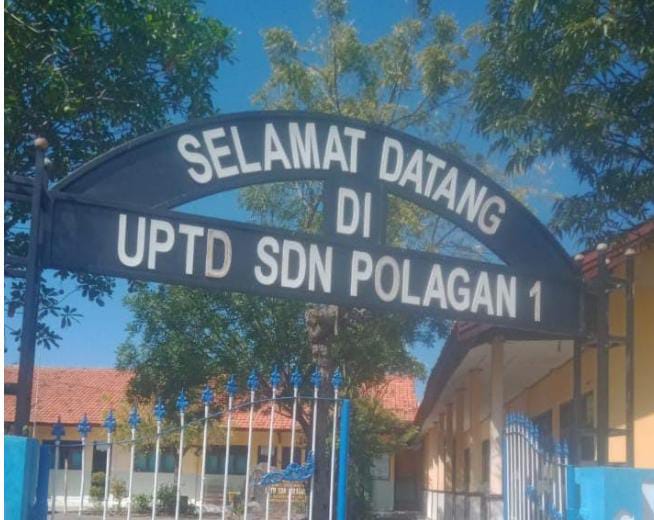 SELAMAT DATANG
DI
UPTD SDN POLAGAN 1